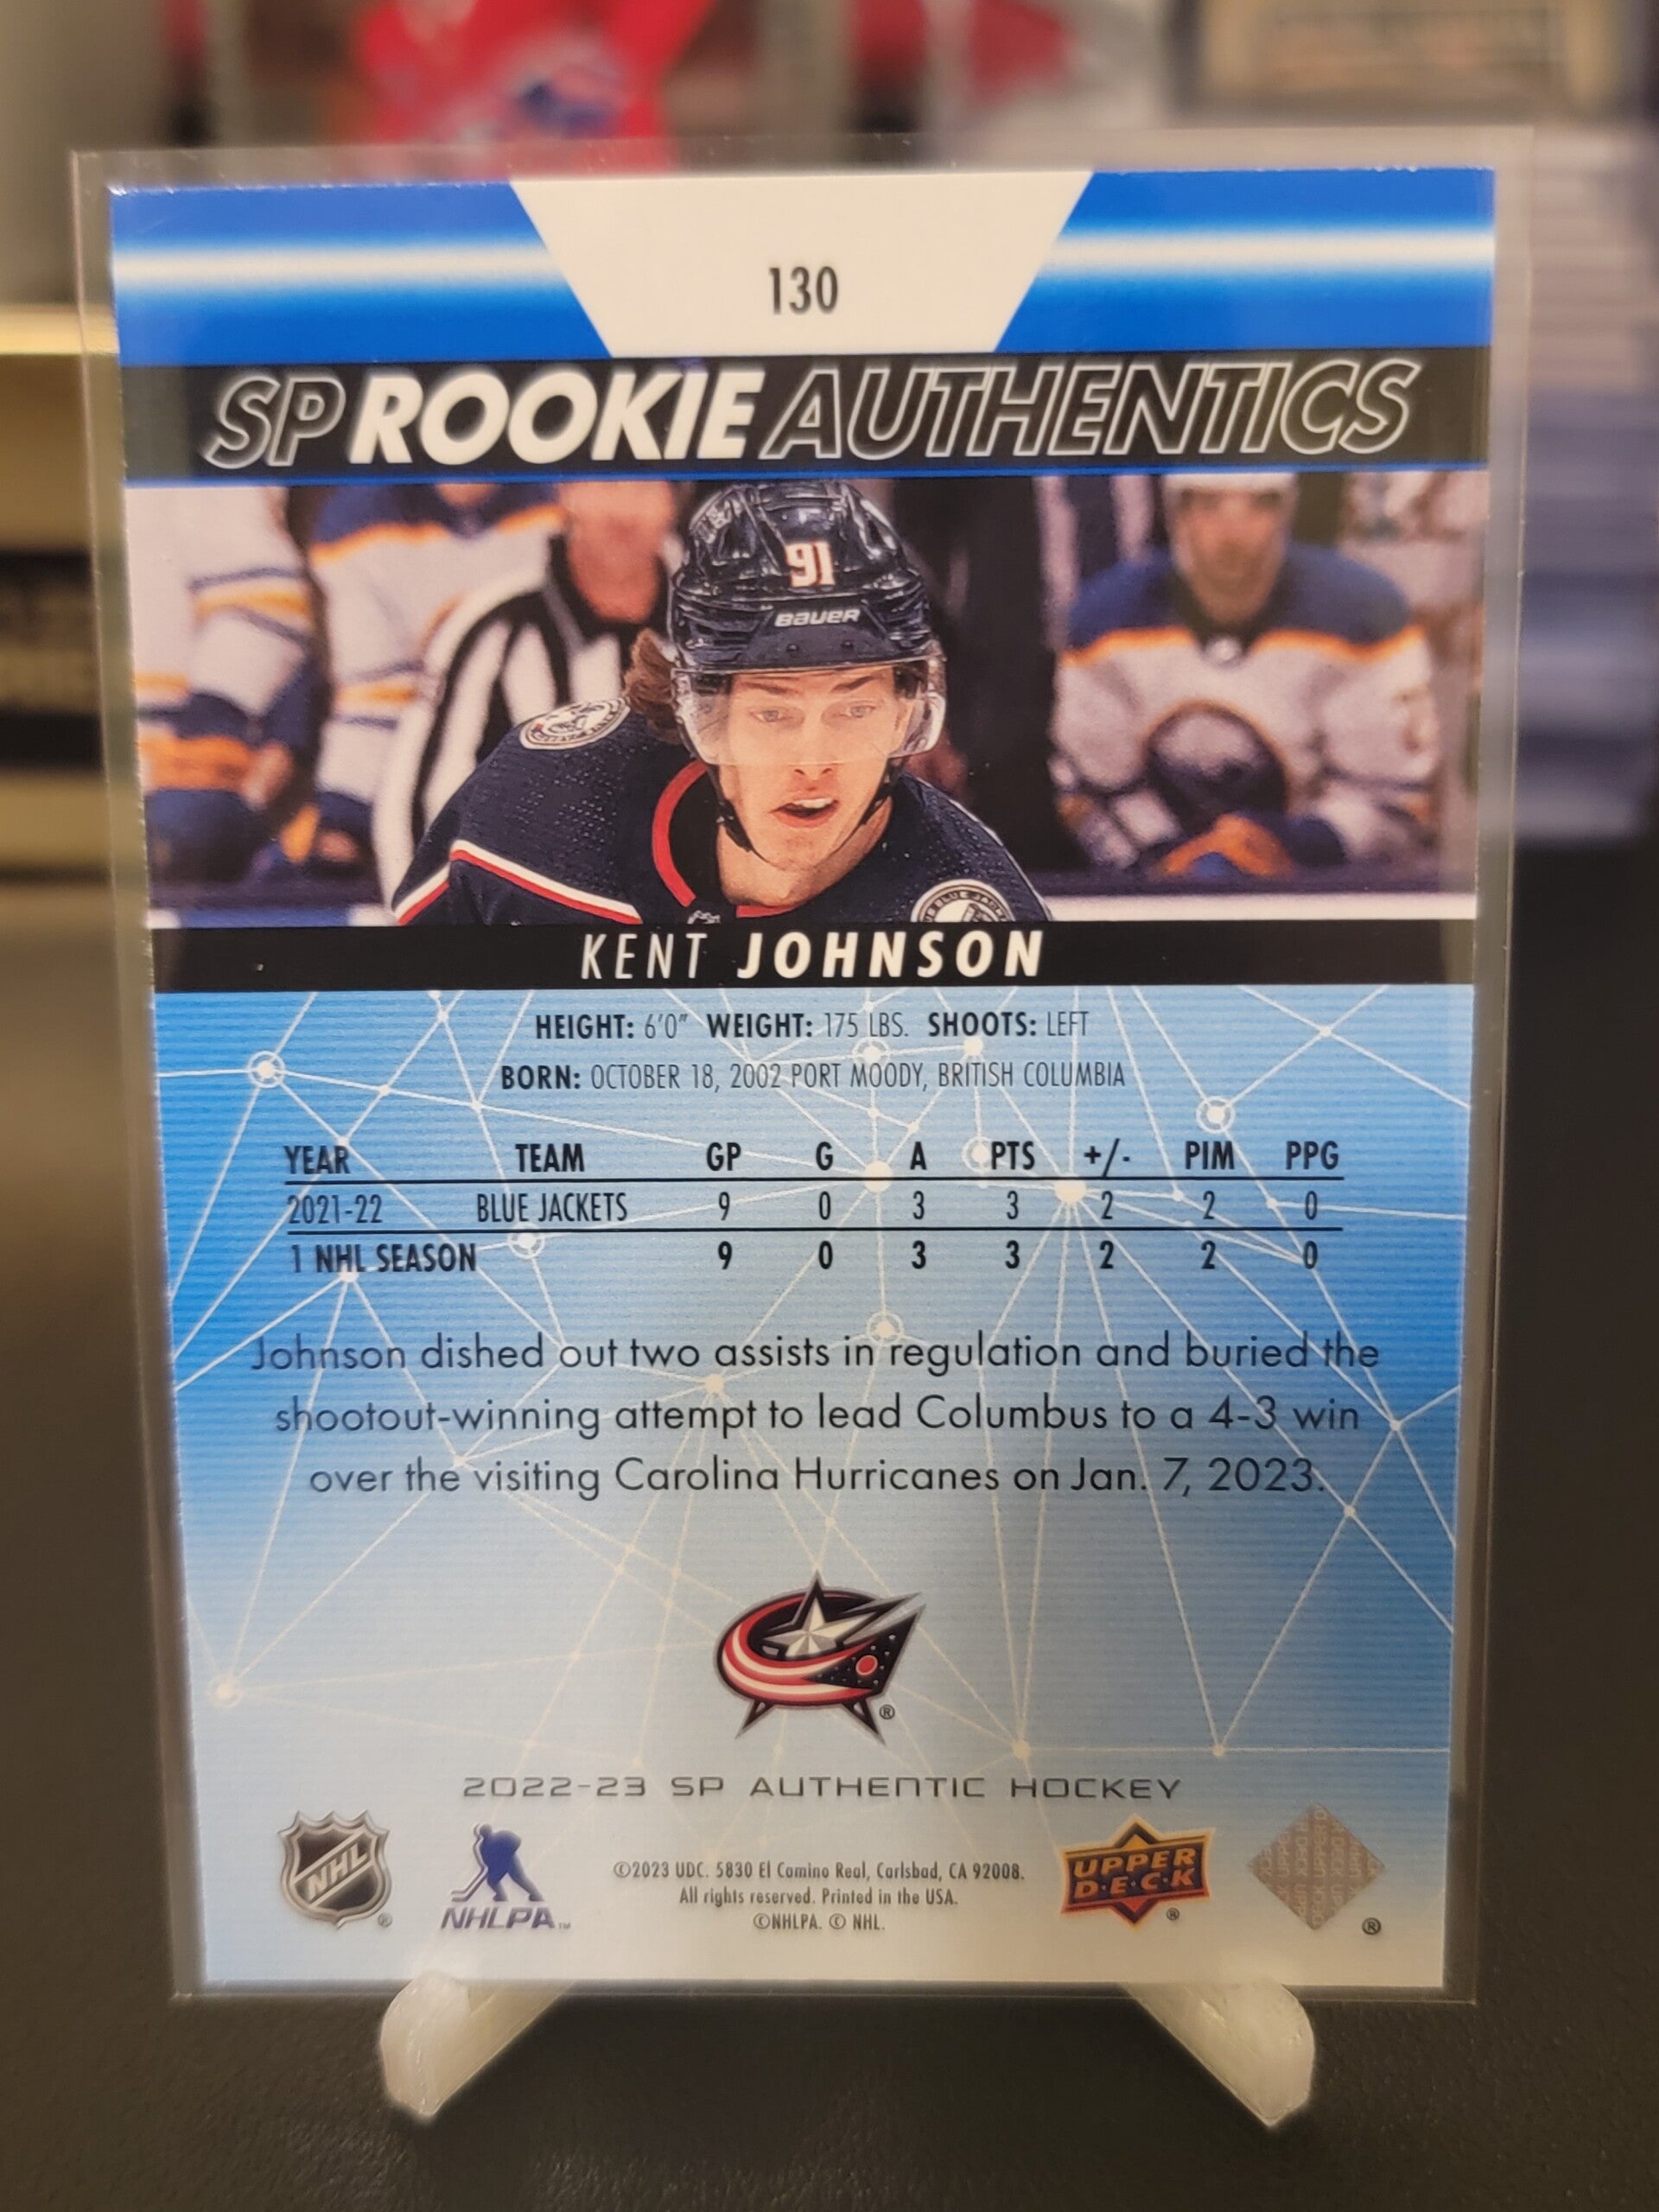 130
SP ROOKIE AUTHENTICS
91
BAUER
KENT JOHNSON
HEIGHT: 6'0" WEIGHT: 175 LBS. SHOOTS: LEFT
BORN: OCTOBER 18, 2002 PORT MOODY, BRITISH COLUMBIA
YEAR TEAM GP G A PTS +/- PIM PPG
2021-22 BLUE JACKETS 9 0 3 3 2 2 0
1 NHL SEASON 9 0 3 3 2 2 0
Johnson dished out two assists in regulation and buried the
shootout-winning attempt to lead Columbus to a 4-3 win
over the visiting Carolina Hurricanes on Jan. 7, 2023.
®
2022-23 SP AUTHENTIC HOCKEY
NHL ®
NHLPA™
©2023 UDC. 5830 El Camino Real, Carlsbad, CA 92008.
All rights reserved. Printed in the USA.
©NHLPA. © NHL.
UPPER
D•E•C•K ®
®